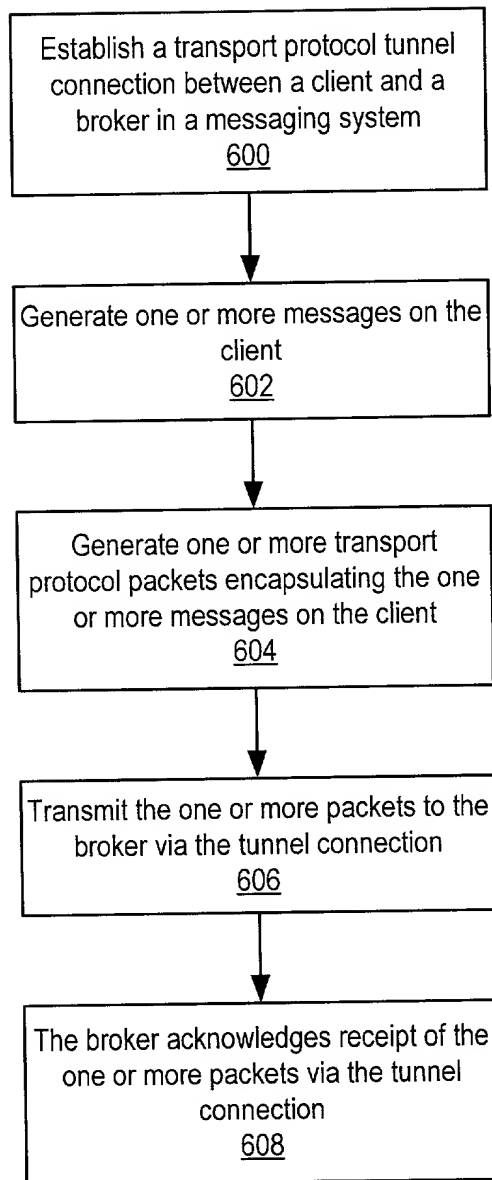 Establish a transport protocol tunnel
connection between a client and a
broker in a messaging system
600
Generate one or more messages on the
client
602
Generate one or more transport
protocol packets encapsulating the one
or more messages on the client
604
Transmit the one or more packets to the
broker via the tunnel connection
606
The broker acknowledges receipt of the
one or more packets via the tunnel
connection
608